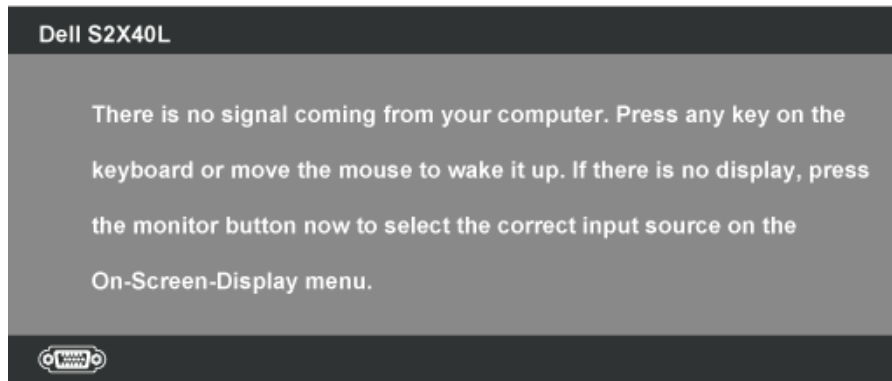 Dell S2X40L
There is no signal coming from your computer. Press any key on the
keyboard or move the mouse to wake it up. If there is no display, press
the monitor button now to select the correct input source on the
On-Screen-Display menu.